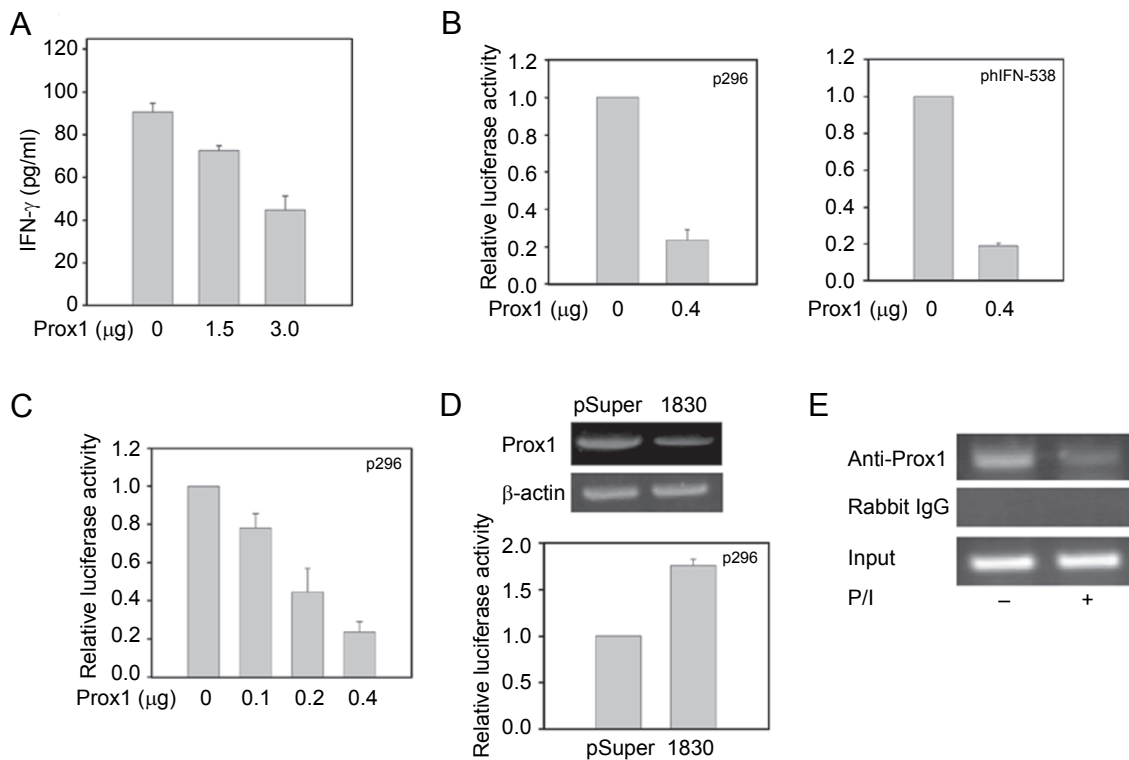 A
120
100
80
60
40
20
0
IFN-γ (pg/ml)
Prox1 (μg) 0 1.5 3.0
B
1.2
1.0
0.8
0.6
0.4
0.2
0.0
Relative luciferase activity
p296
Prox1 (μg) 0 0.4
1.2
1.0
0.8
0.6
0.4
0.2
0.0
phIFN-538
Prox1 (μg) 0 0.4
C
1.2
1.0
0.8
0.6
0.4
0.2
0.0
Relative luciferase activity
p296
Prox1 (μg) 0 0.1 0.2 0.4
D
pSuper 1830
Prox1
β-actin
2.0
1.5
1.0
0.5
0.0
Relative luciferase activity
p296
pSuper 1830
E
Anti-Prox1
Rabbit IgG
Input
P/I – +